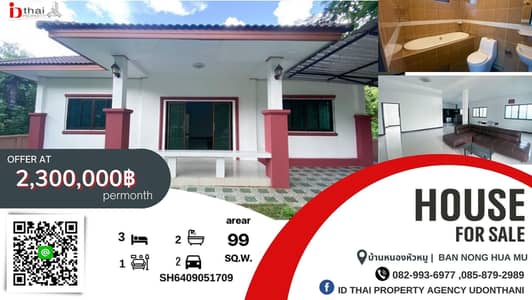 id thai
OFFER AT
2,300,000฿
permonth
3
2
arear
99
SQ.W.
1
2
SH6409051709
HOUSE
FOR SALE
บ้านหนองหัวหมู | BAN NONG HUA MU
082-993-6977 ,085-879-2989
ID THAI PROPERTY AGENCY UDONTHANI